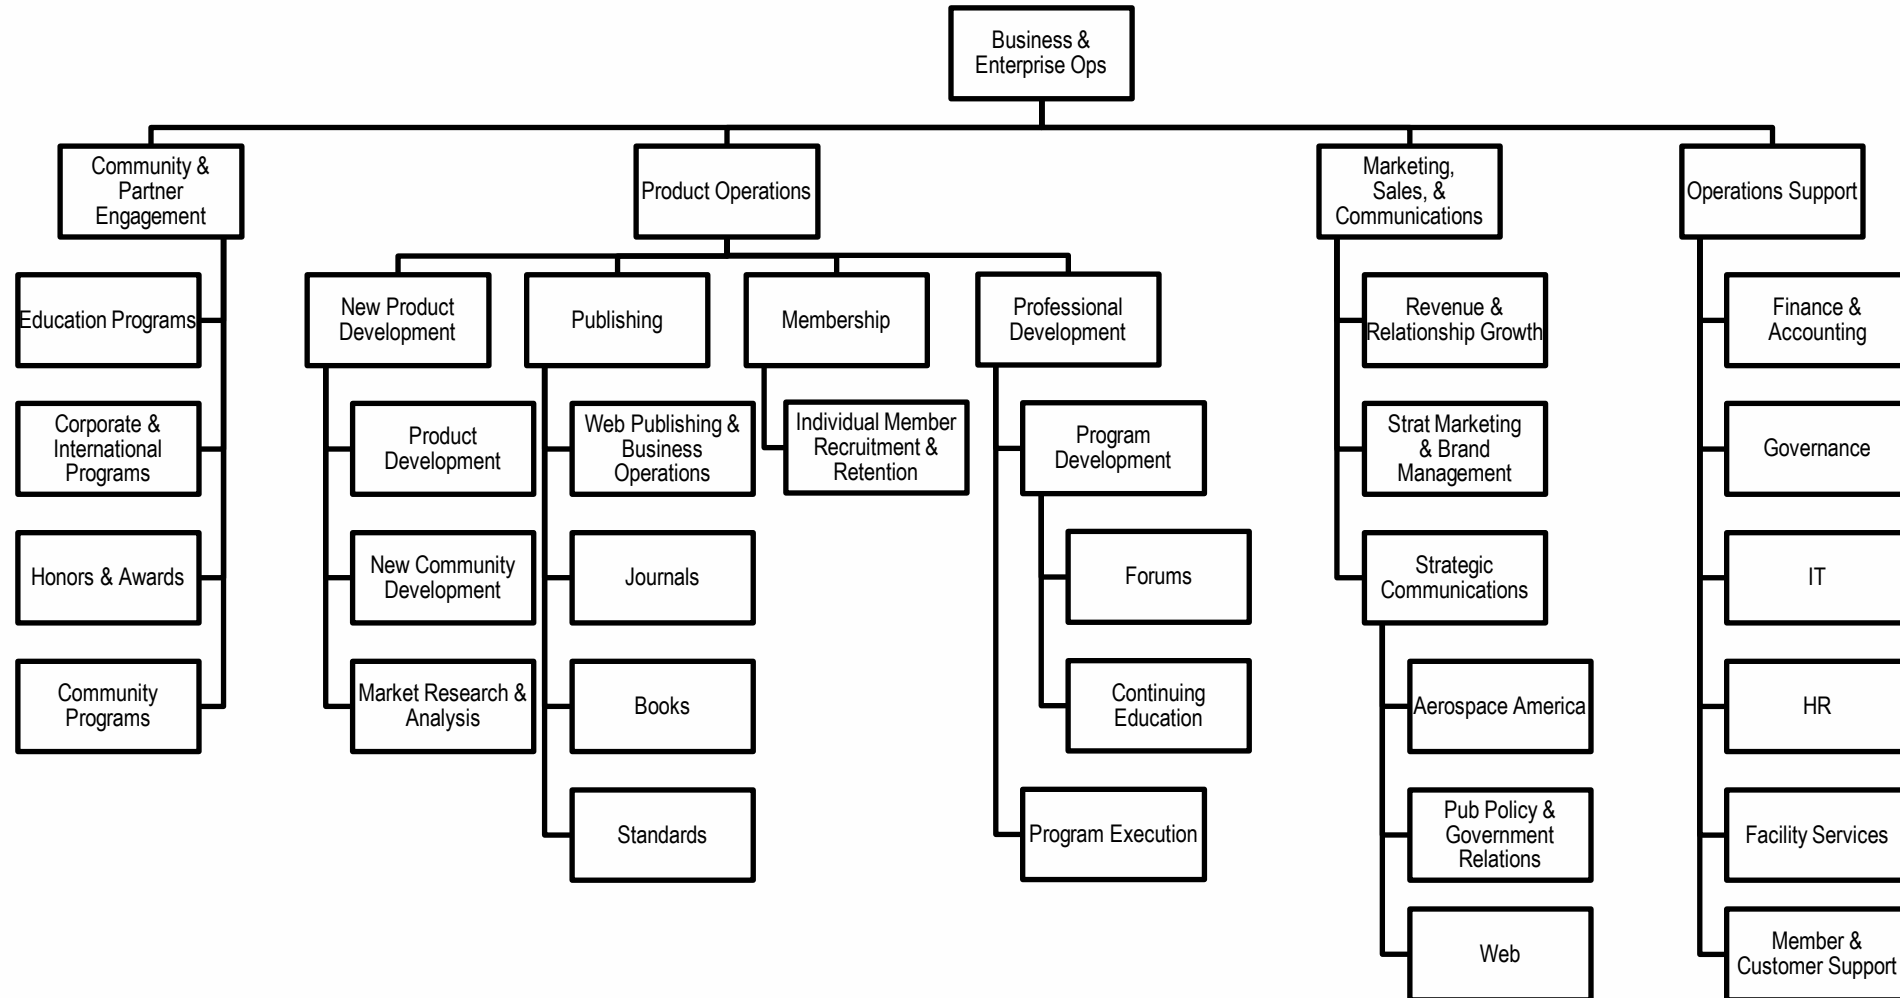 Business &
Enterprise Ops
Community &
Partner
Engagement
Product Operations
Marketing,
Sales, &
Communications
Operations Support
Education Programs
Corporate &
International
Programs
Honors & Awards
Community
Programs
New Product
Development
Product
Development
New Community
Development
Market Research &
Analysis
Publishing
Web Publishing &
Business
Operations
Journals
Books
Standards
Membership
Individual Member
Recruitment &
Retention
Professional
Development
Program
Development
Forums
Continuing
Education
Program Execution
Revenue &
Relationship Growth
Strat Marketing
& Brand
Management
Strategic
Communications
Aerospace America
Pub Policy &
Government
Relations
Web
Finance &
Accounting
Governance
IT
HR
Facility Services
Member &
Customer Support